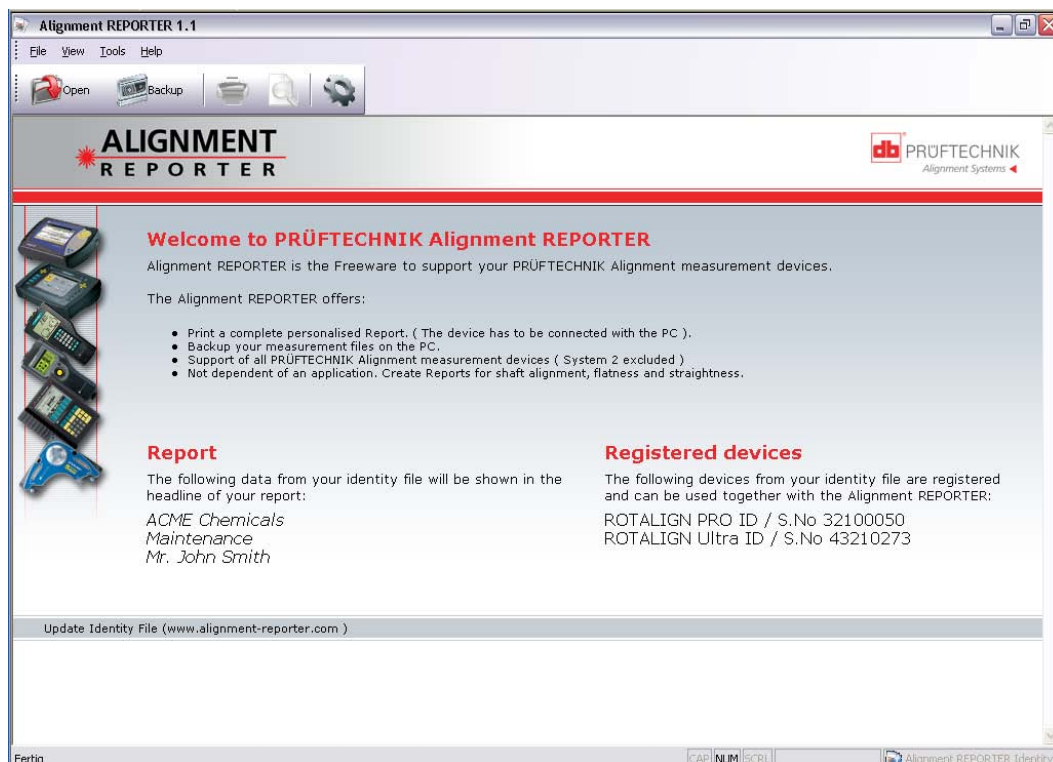 Alignment REPORTER 1.1
File View Tools Help
Open Backup
ALIGNMENT
REPORTER
db PRÜFTECHNIK
Alignment Systems
Welcome to PRÜFTECHNIK Alignment REPORTER
Alignment REPORTER is the Freeware to support your PRÜFTECHNIK Alignment measurement devices.
The Alignment REPORTER offers:
• Print a complete personalised Report. ( The device has to be connected with the PC ).
• Backup your measurement files on the PC.
• Support of all PRÜFTECHNIK Alignment measurement devices ( System 2 excluded )
• Not dependent of an application. Create Reports for shaft alignment, flatness and straightness.
Report
The following data from your identity file will be shown in the
headline of your report:
ACME Chemicals
Maintenance
Mr. John Smith
Registered devices
The following devices from your identity file are registered
and can be used together with the Alignment REPORTER:
ROTALIGN PRO ID / S.No 32100050
ROTALIGN Ultra ID / S.No 43210273
Update Identity File (www.alignment-reporter.com )
Fertig CAP NUM SCRL Alignment REPORTER Identity